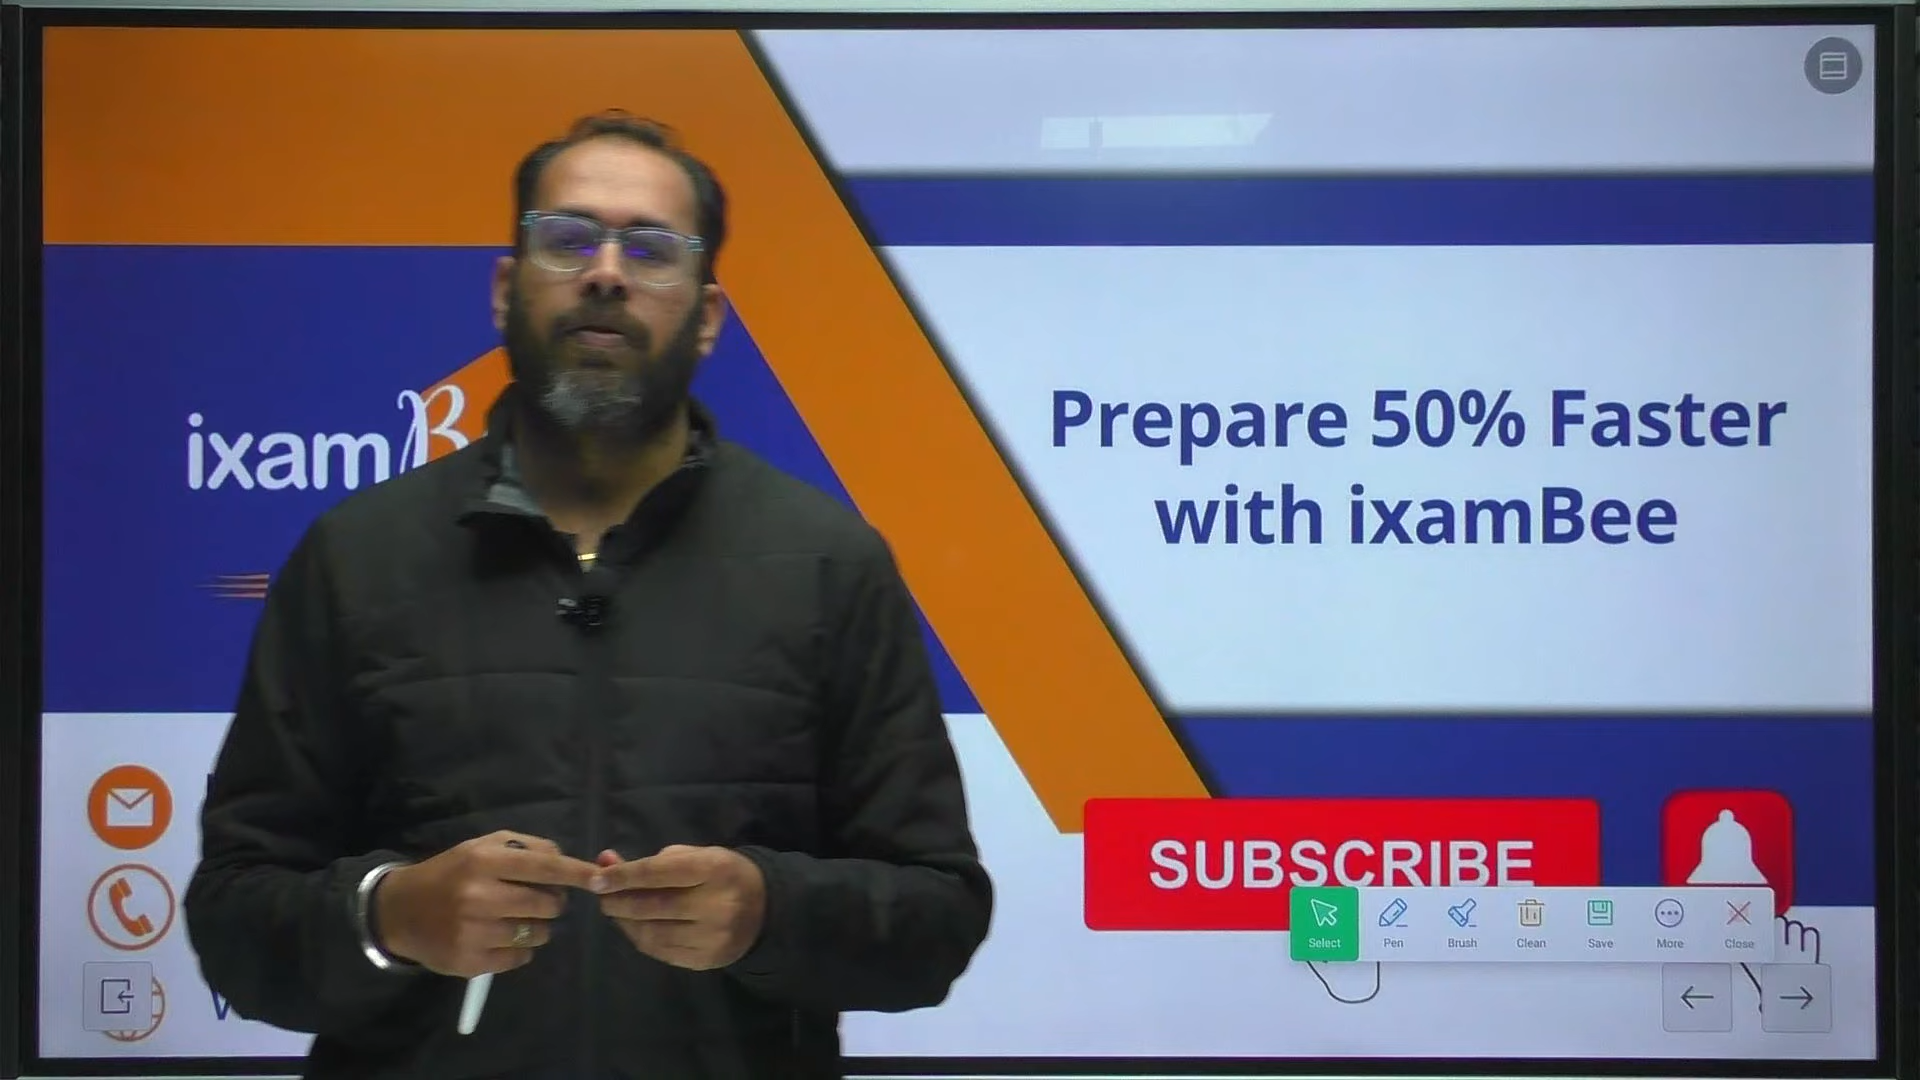 ixamB
Prepare 50% Faster
with ixamBee
SUBSCRIBE
Select
Pen
Brush
Clean
Save
More
Close